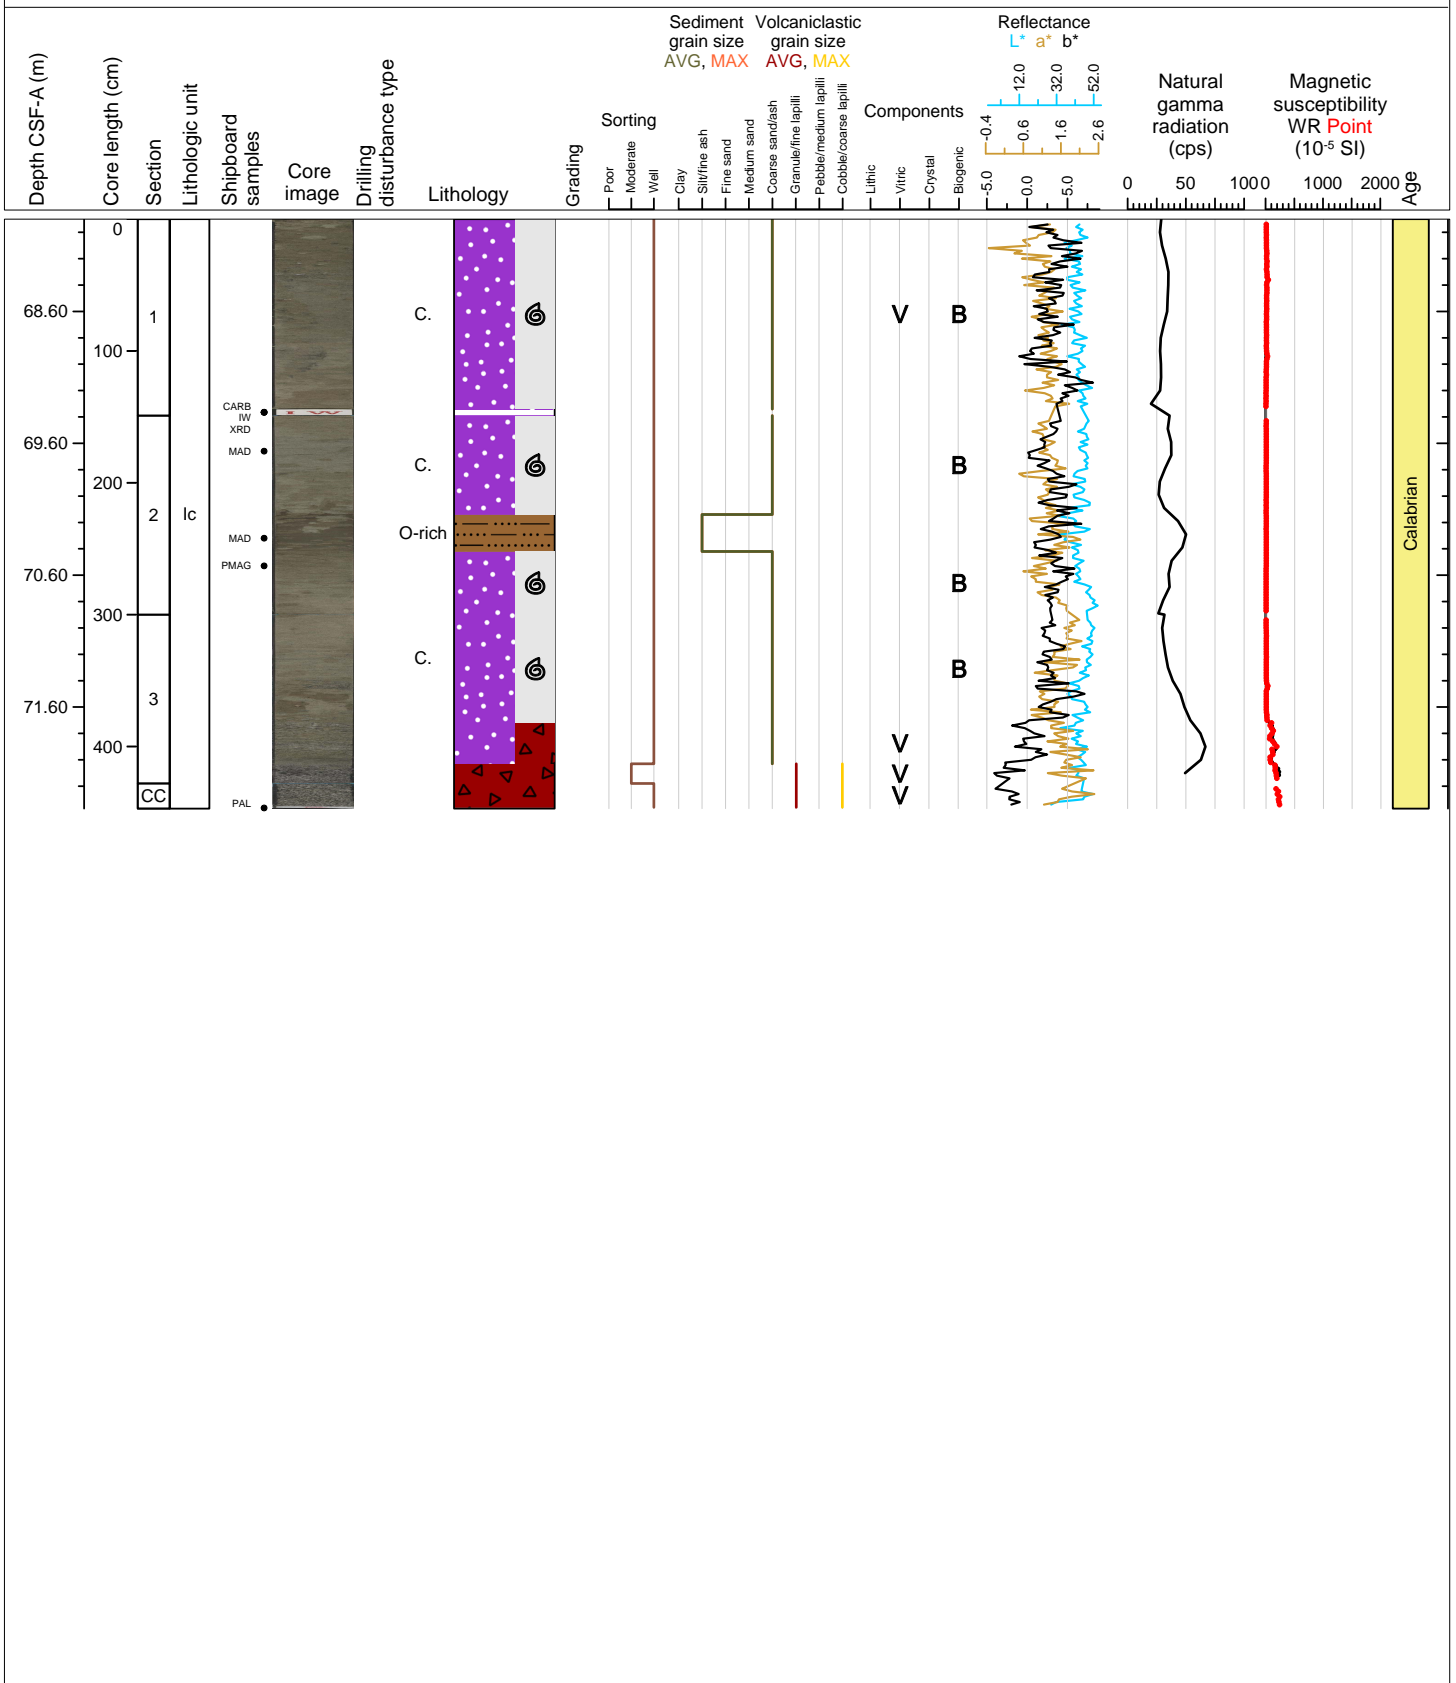 Depth CSF-A (m)
Core length (cm)
Section
Lithologic unit
Shipboard
samples
Core
image
Drilling
disturbance type
Lithology
Grading
Sorting
Poor
Moderate
Well
Sediment
grain size
AVG, MAX
Volcaniclastic
grain size
AVG, MAX
Clay
Silt/fine ash
Fine sand
Medium sand
Coarse sand/ash
Granule/fine lapilli
Pebble/medium lapilli
Cobble/coarse lapilli
Components
Lithic
Vitric
Crystal
Biogenic
Reflectance
L* a* b*
12.0 32.0 52.0
-0.4 0.6 1.6 2.6
-5.0 0.0 5.0
Natural
gamma
radiation
(cps)
0 50 100
Magnetic
susceptibility
WR Point
(10-5 SI)
0 1000 2000
Age
0
68.60
1
C.
V
B
100
CARB
IW
XRD
69.60
MAD
C.
B
200
2
Ic
O-rich
MAD
Calabrian
PMAG
70.60
B
300
C.
B
3
71.60
400
V
V
CC
V
PAL